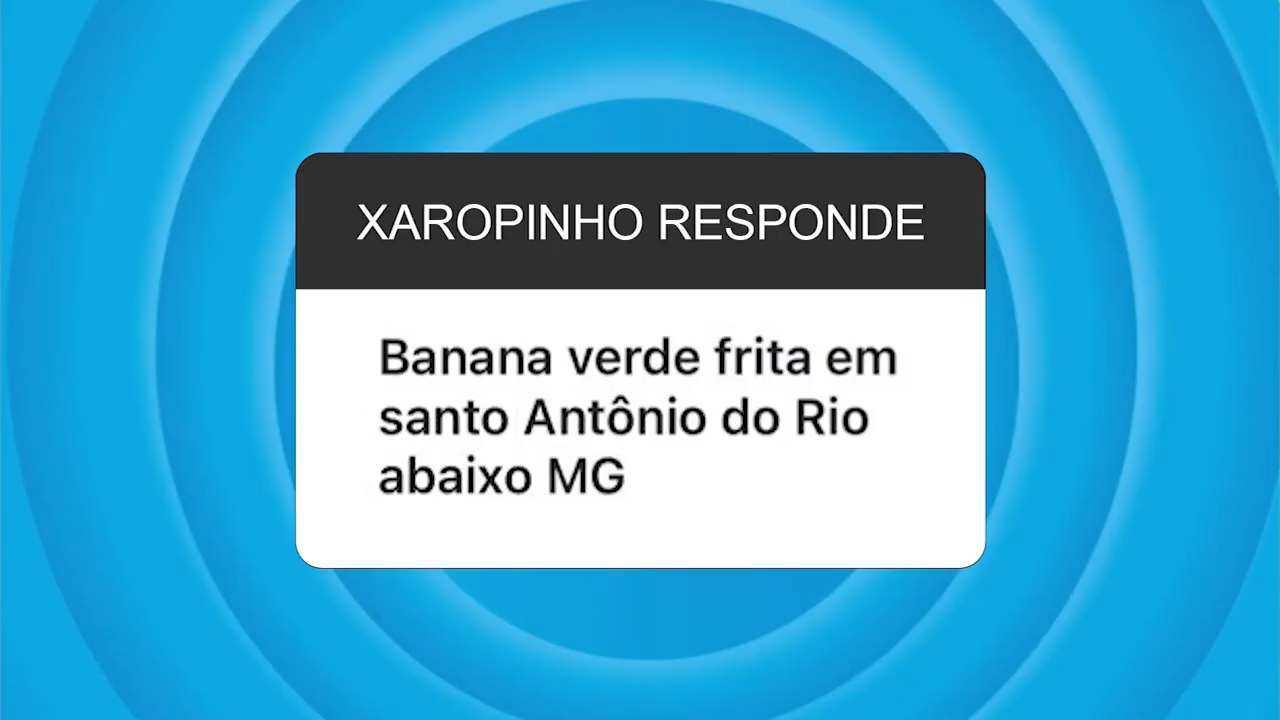 XAROPINHO RESPONDE
Banana verde frita em
santo Antônio do Rio
abaixo MG